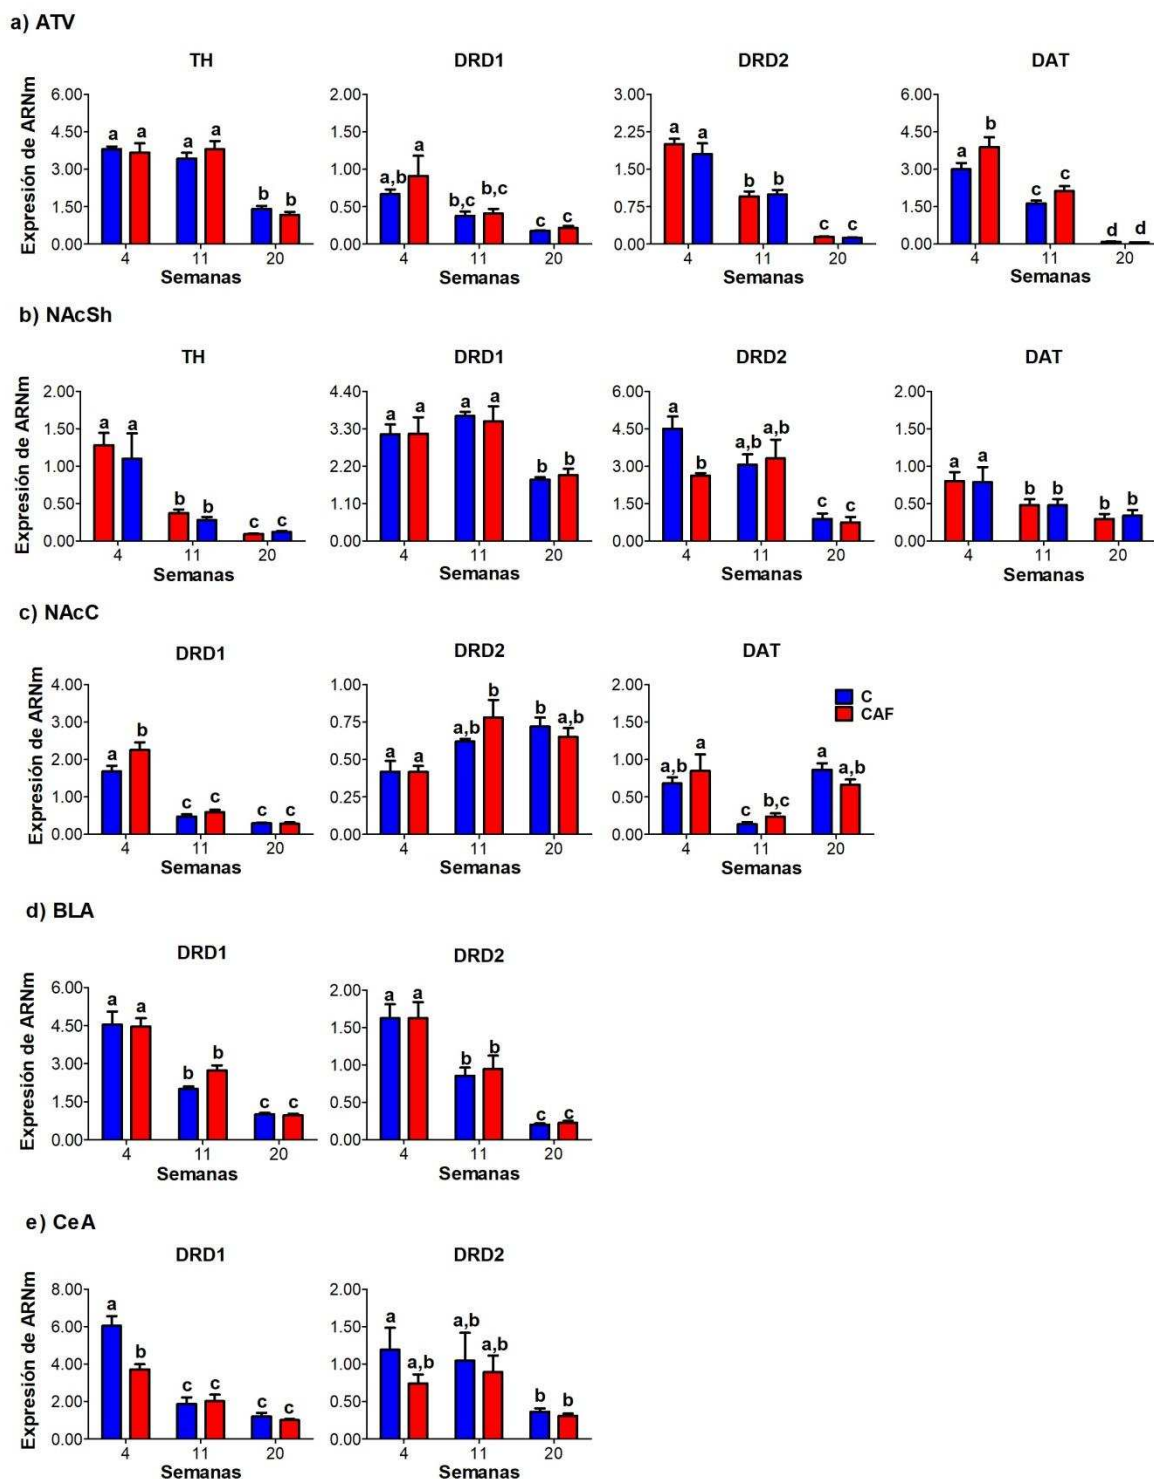 a) ATV
TH
DRD1
DRD2
DAT
Expresión de ARNm
6.00
4.50
3.00
1.50
0.00
a a a a b b
4 11 20
Semanas
2.00
1.50
1.00
0.50
0.00
a,b a b,c b,c c c
4 11 20
Semanas
3.00
2.25
1.50
0.75
0.00
a a b b c c
4 11 20
Semanas
6.00
4.50
3.00
1.50
0.00
a b c c d d
4 11 20
Semanas
b) NAcSh
TH
DRD1
DRD2
DAT
Expresión de ARNm
2.00
1.50
1.00
0.50
0.00
a a b b c c
4 11 20
Semanas
4.40
3.30
2.20
1.10
0.00
a a a a b b
4 11 20
Semanas
6.00
4.50
3.00
1.50
0.00
a b a,b a,b c c
4 11 20
Semanas
2.00
1.50
1.00
0.50
0.00
a a b b b b
4 11 20
Semanas
c) NAcC
DRD1
DRD2
DAT
Expresión de ARNm
4.00
3.00
2.00
1.00
0.00
a b c c c c
4 11 20
Semanas
1.00
0.75
0.50
0.25
0.00
a a a,b b b a,b
4 11 20
Semanas
2.00
1.50
1.00
0.50
0.00
a,b a c b,c a a,b
4 11 20
Semanas
C
CAF
d) BLA
DRD1
DRD2
Expresión de ARNm
6.00
4.50
3.00
1.50
0.00
a a b b c c
4 11 20
Semanas
2.00
1.50
1.00
0.50
0.00
a a b b c c
4 11 20
Semanas
e) CeA
DRD1
DRD2
Expresión de ARNm
8.00
6.00
4.00
2.00
0.00
a b c c c c
4 11 20
Semanas
2.00
1.50
1.00
0.50
0.00
a a,b a,b a,b b b
4 11 20
Semanas